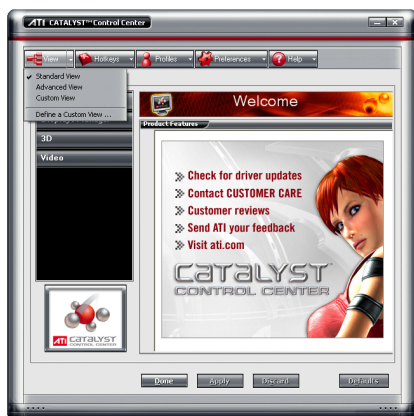 ATI CATALYST™ Control Center
View Hotkeys Profiles Preferences Help
Standard View
Advanced View
Custom View
Define a Custom View ...
Welcome
Product Features
3D
Video
Check for driver updates
Contact CUSTOMER CARE
Customer reviews
Send ATI your feedback
Visit ati.com
CATALYST
CONTROL CENTER
ATI CATALYST
CONTROL CENTER
Done Apply Discard Defaults